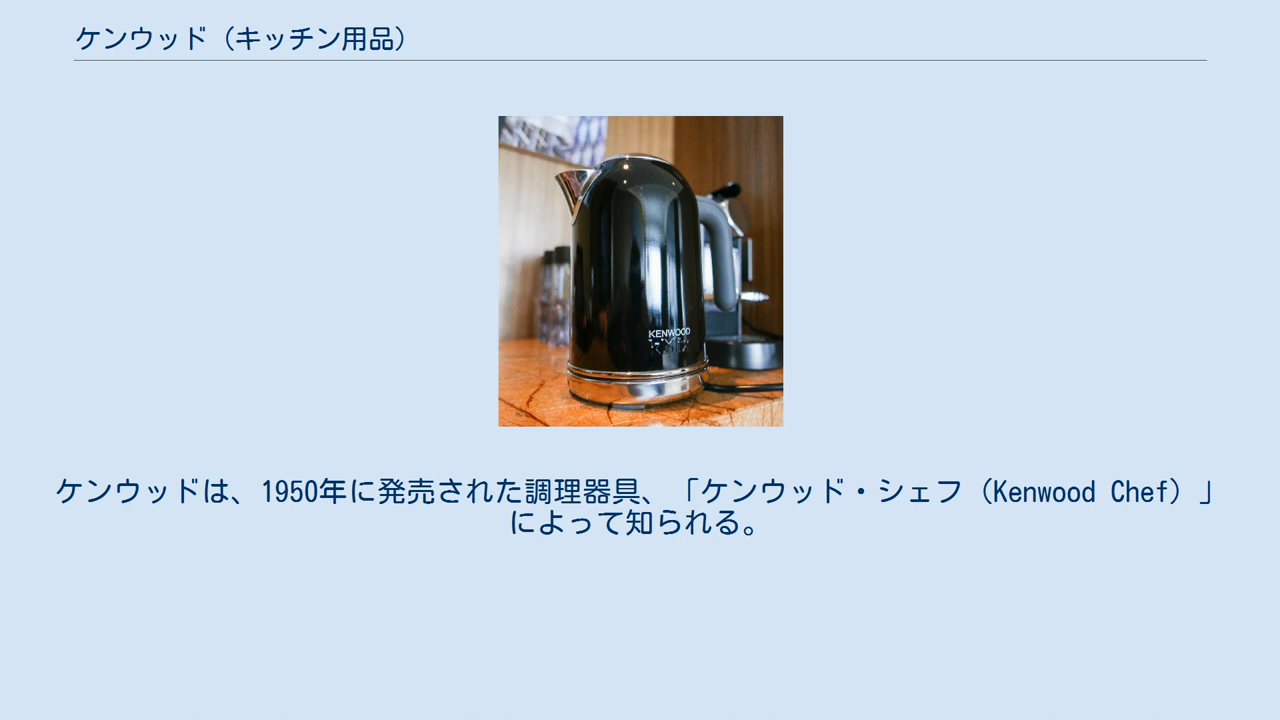 ケンウッド（キッチン用品）
KENWOOD
ケンウッドは、1950年に発売された調理器具、「ケンウッド・シェフ（Kenwood Chef）」
によって知られる。